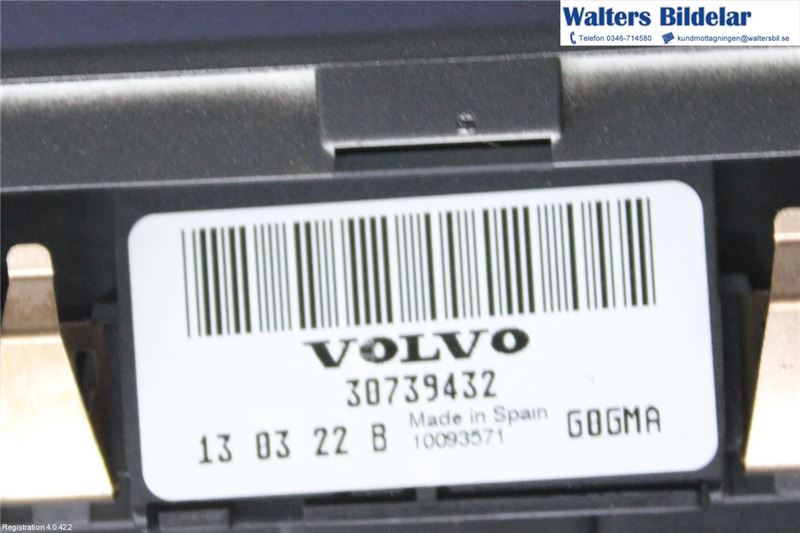 Walters Bildelar
Telefon 0346-714580 kundmottagningen@waltersbil.se
VOLVO
30739432
Made in Spain
13 03 22 B 10093571 G0GMA
Registration 4.0.42.2